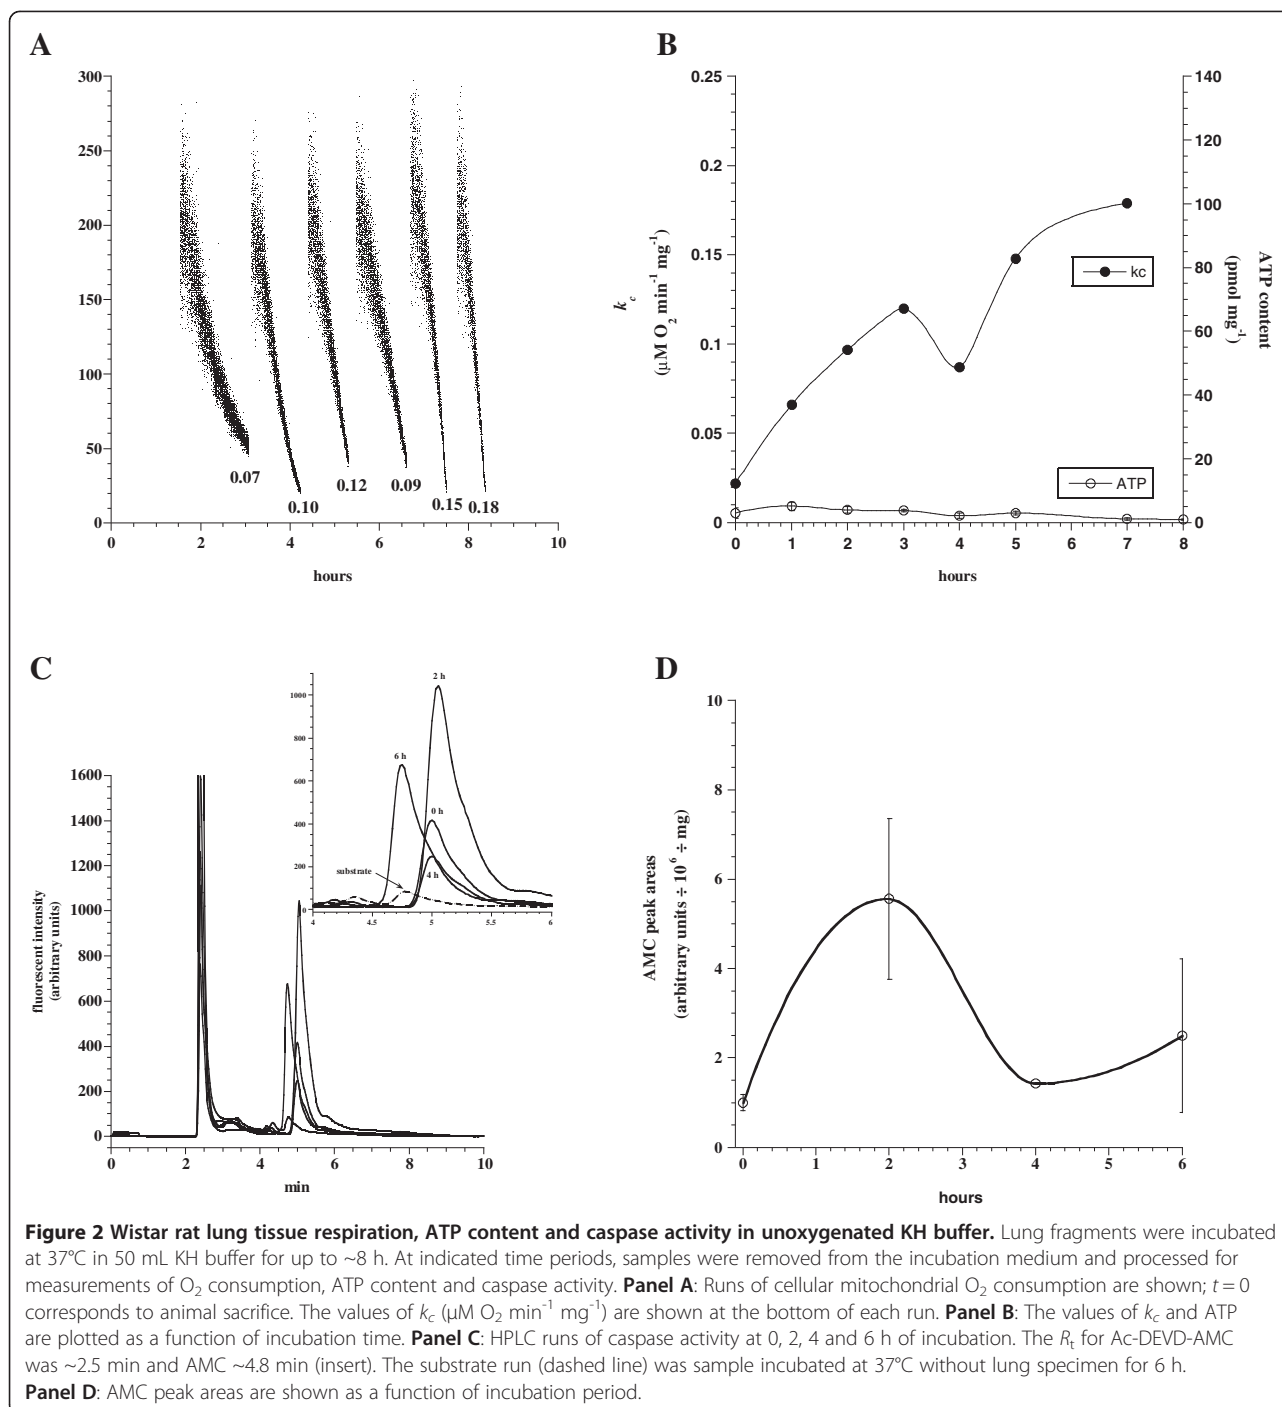 A
300
250
200
150
100
50
0
0.07
0.10
0.12
0.09
0.15
0.18
0
2
4
6
8
10
hours
B
0.25
0.2
0.15
0.1
0.05
0
k_c
(µM O₂ min⁻¹ mg⁻¹)
140
120
100
80
60
40
20
0
ATP content
(pmol mg⁻¹)
kc
ATP
0
1
2
3
4
5
6
7
8
hours
C
1600
1400
1200
1000
800
600
400
200
0
fluorescent intensity
(arbitrary units)
0
2
4
6
8
10
min
1000
800
600
400
200
0
2 h
6 h
0 h
4 h
substrate
4
4.5
5
5.5
6
D
10
8
6
4
2
0
AMC peak areas
(arbitrary units ÷ 10⁶ ÷ mg)
0
1
2
3
4
5
6
hours
Figure 2 Wistar rat lung tissue respiration, ATP content and caspase activity in unoxygenated KH buffer. Lung fragments were incubated
at 37°C in 50 mL KH buffer for up to ~8 h. At indicated time periods, samples were removed from the incubation medium and processed for
measurements of O₂ consumption, ATP content and caspase activity. Panel A: Runs of cellular mitochondrial O₂ consumption are shown; t = 0
corresponds to animal sacrifice. The values of k_c (µM O₂ min⁻¹ mg⁻¹) are shown at the bottom of each run. Panel B: The values of k_c and ATP
are plotted as a function of incubation time. Panel C: HPLC runs of caspase activity at 0, 2, 4 and 6 h of incubation. The R_t for Ac-DEVD-AMC
was ~2.5 min and AMC ~4.8 min (insert). The substrate run (dashed line) was sample incubated at 37°C without lung specimen for 6 h.
Panel D: AMC peak areas are shown as a function of incubation period.